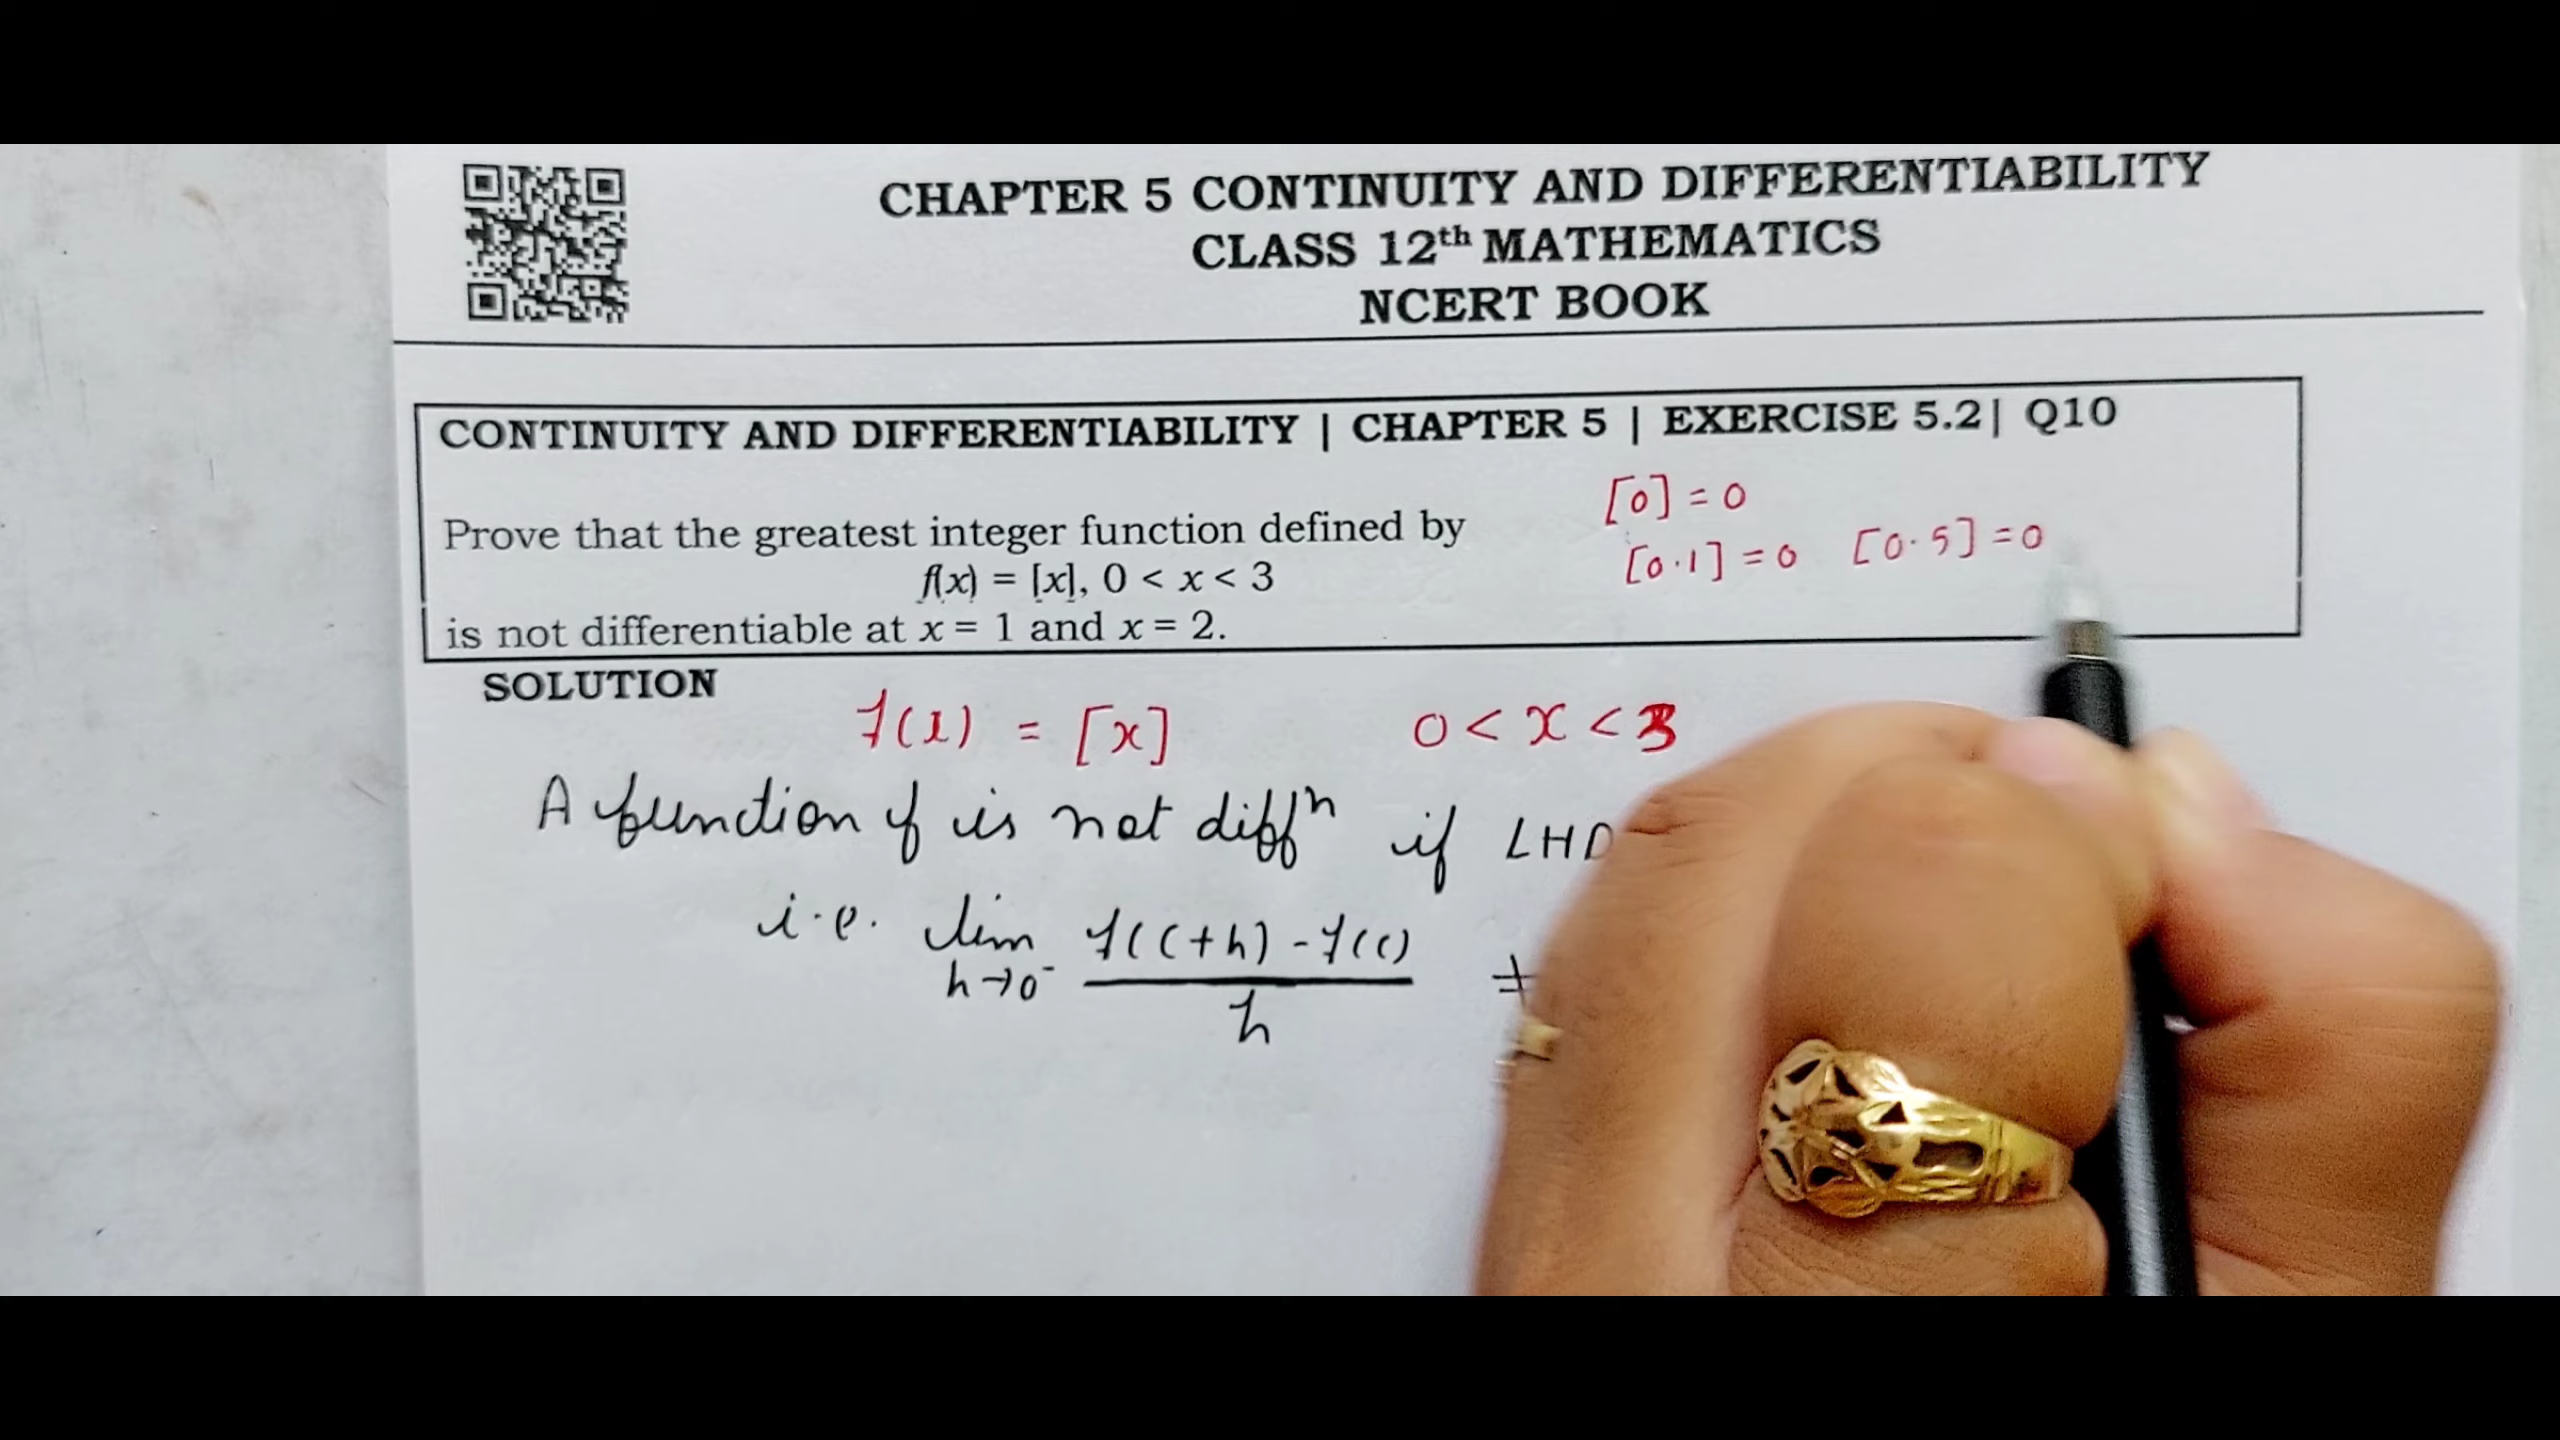 CHAPTER 5 CONTINUITY AND DIFFERENTIABILITY
CLASS 12th MATHEMATICS
NCERT BOOK
CONTINUITY AND DIFFERENTIABILITY | CHAPTER 5 | EXERCISE 5.2| Q10
Prove that the greatest integer function defined by
f(x) = [x], 0 < x < 3
is not differentiable at x = 1 and x = 2.
[0] = 0
[0.1] = 0 [0.5] = 0
SOLUTION
f(x) = [x] 0 < x < 3
A function f is not diffn if LHD
i.e. lim h→0- f(c+h) - f(c) / h ≠